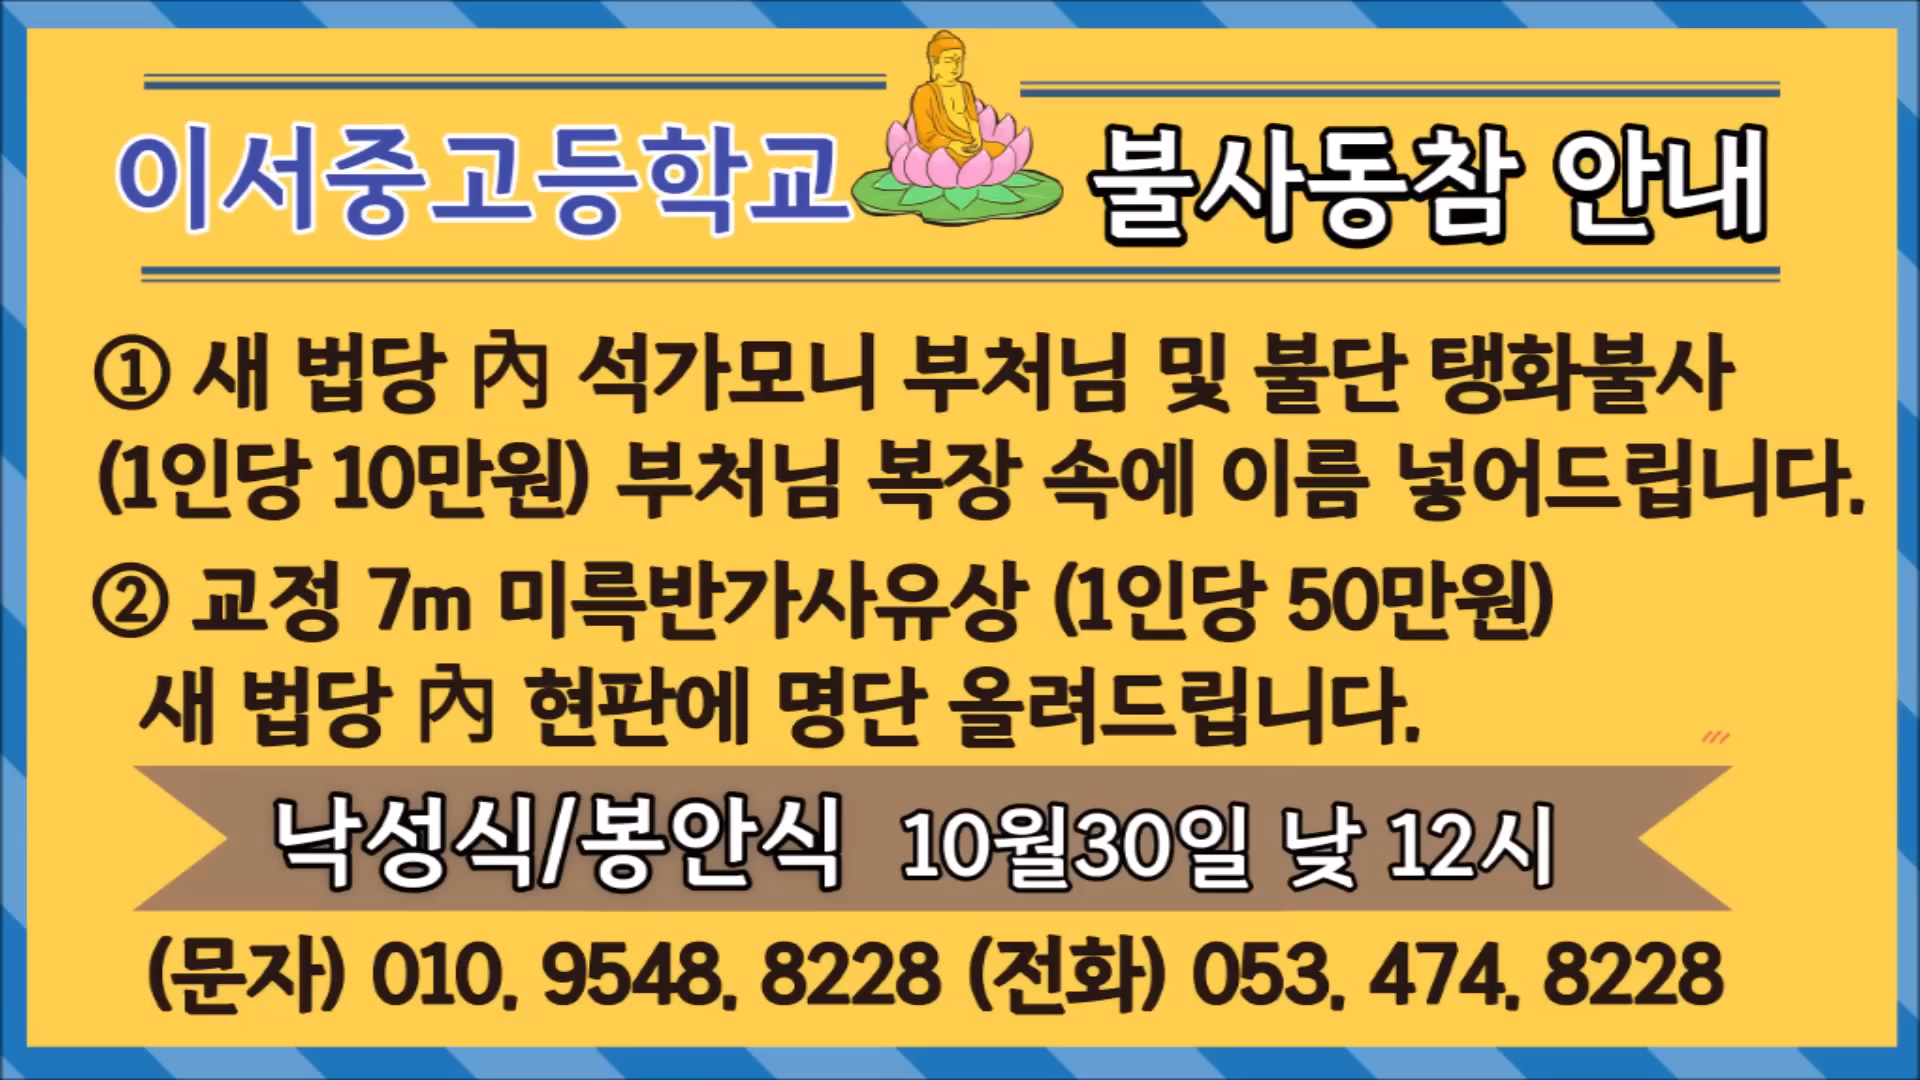 이서중고등학교 불사동참 안내
① 새 법당 內 석가모니 부처님 및 불단 탱화불사
(1인당 10만원) 부처님 복장 속에 이름 넣어드립니다.
② 교정 7m 미륵반가사유상 (1인당 50만원)
새 법당 內 현판에 명단 올려드립니다.
낙성식/봉안식 10월30일 낮 12시
(문자) 010. 9548. 8228 (전화) 053. 474. 8228